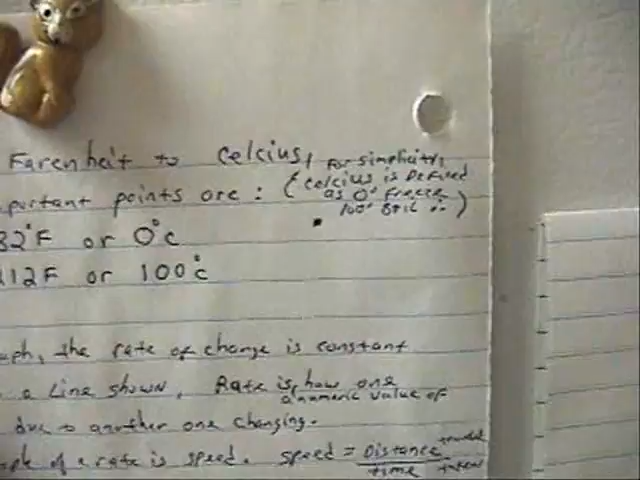 Farenheit to Celcius, For simplicity,
portant points are: (Celcius is Defined
as 0° Freeze
100° Boil ∴)
32°F or 0°C
212F or 100°C
aph, the rate of change is constant
a Line shown. Rate is how one
a numeric value of
due to another one changing.
of a rate is speed. speed = Distance traveled
time taken